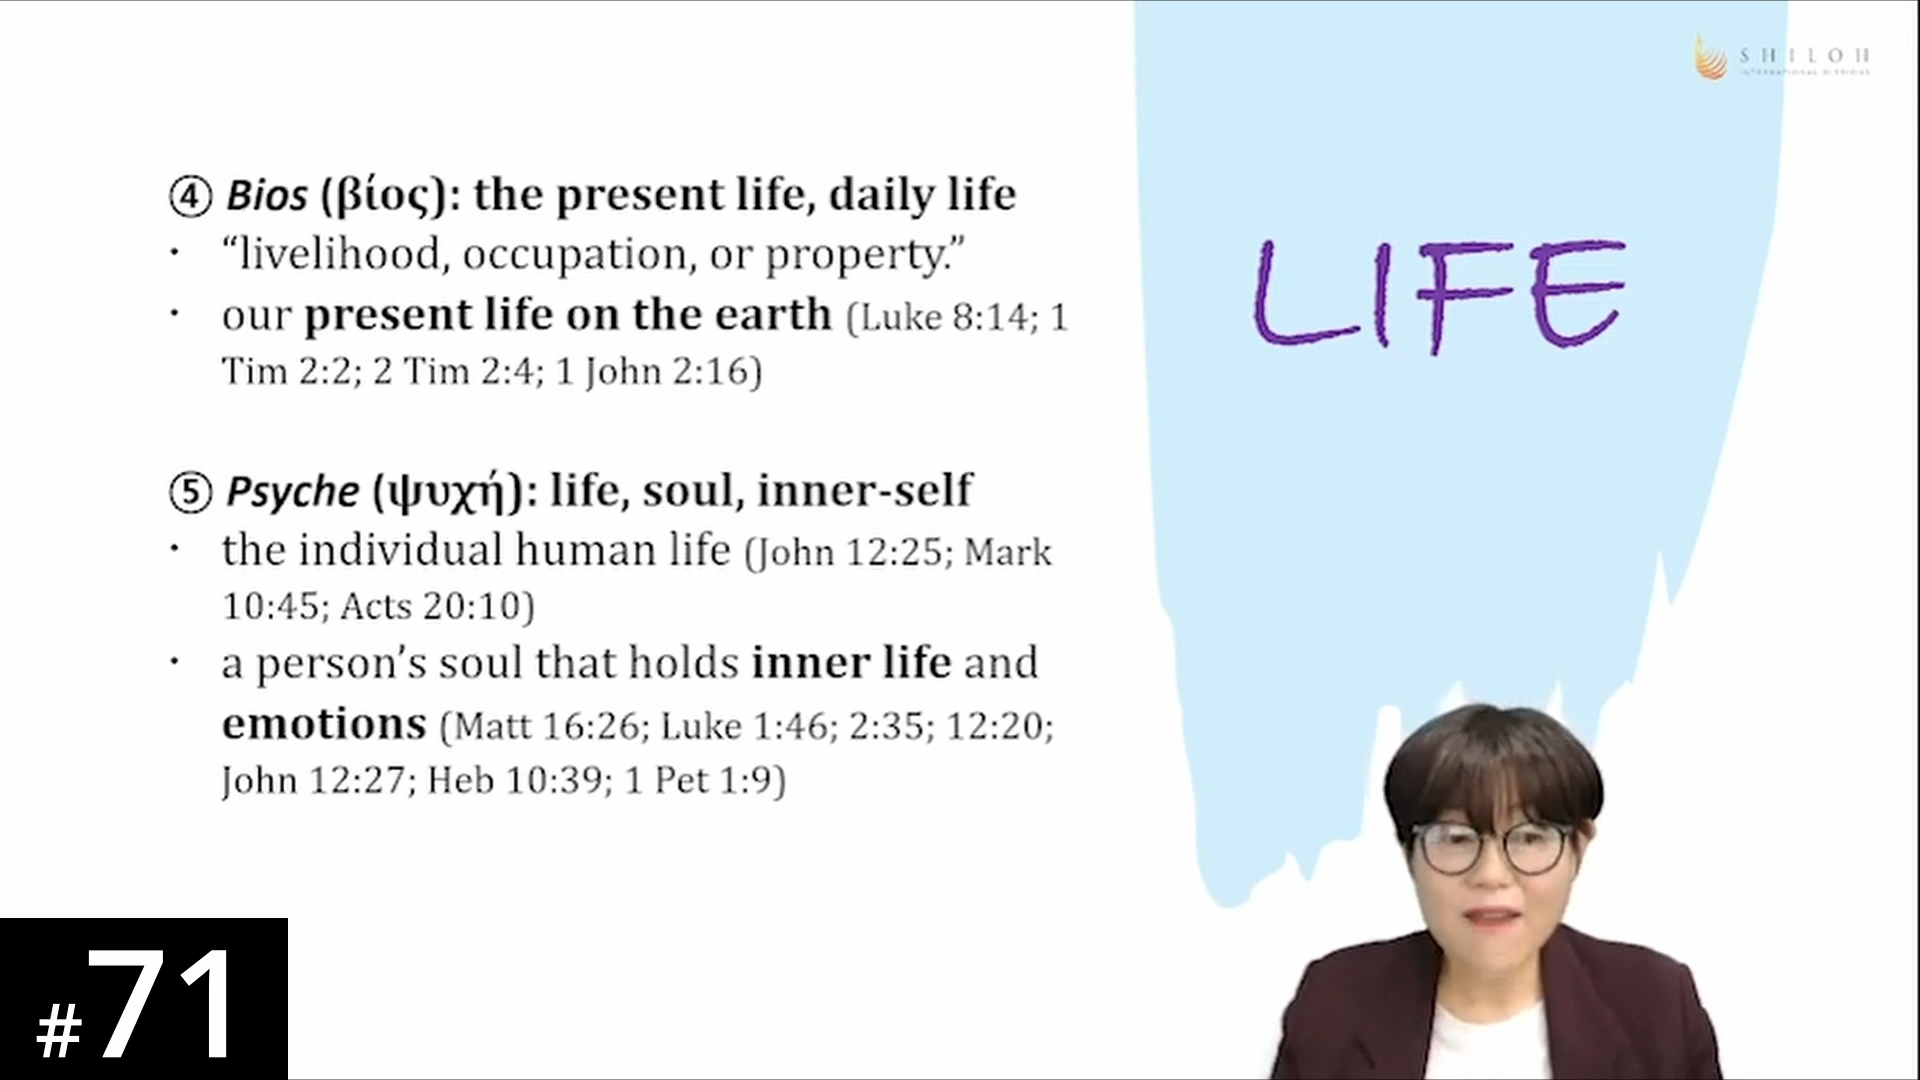 SHILOH
INTERNATIONAL MISSIONS
④ Bios (βίος): the present life, daily life
· “livelihood, occupation, or property.”
· our present life on the earth (Luke 8:14; 1
Tim 2:2; 2 Tim 2:4; 1 John 2:16)
LIFE
⑤ Psyche (ψυχή): life, soul, inner-self
· the individual human life (John 12:25; Mark
10:45; Acts 20:10)
· a person’s soul that holds inner life and
emotions (Matt 16:26; Luke 1:46; 2:35; 12:20;
John 12:27; Heb 10:39; 1 Pet 1:9)
#71